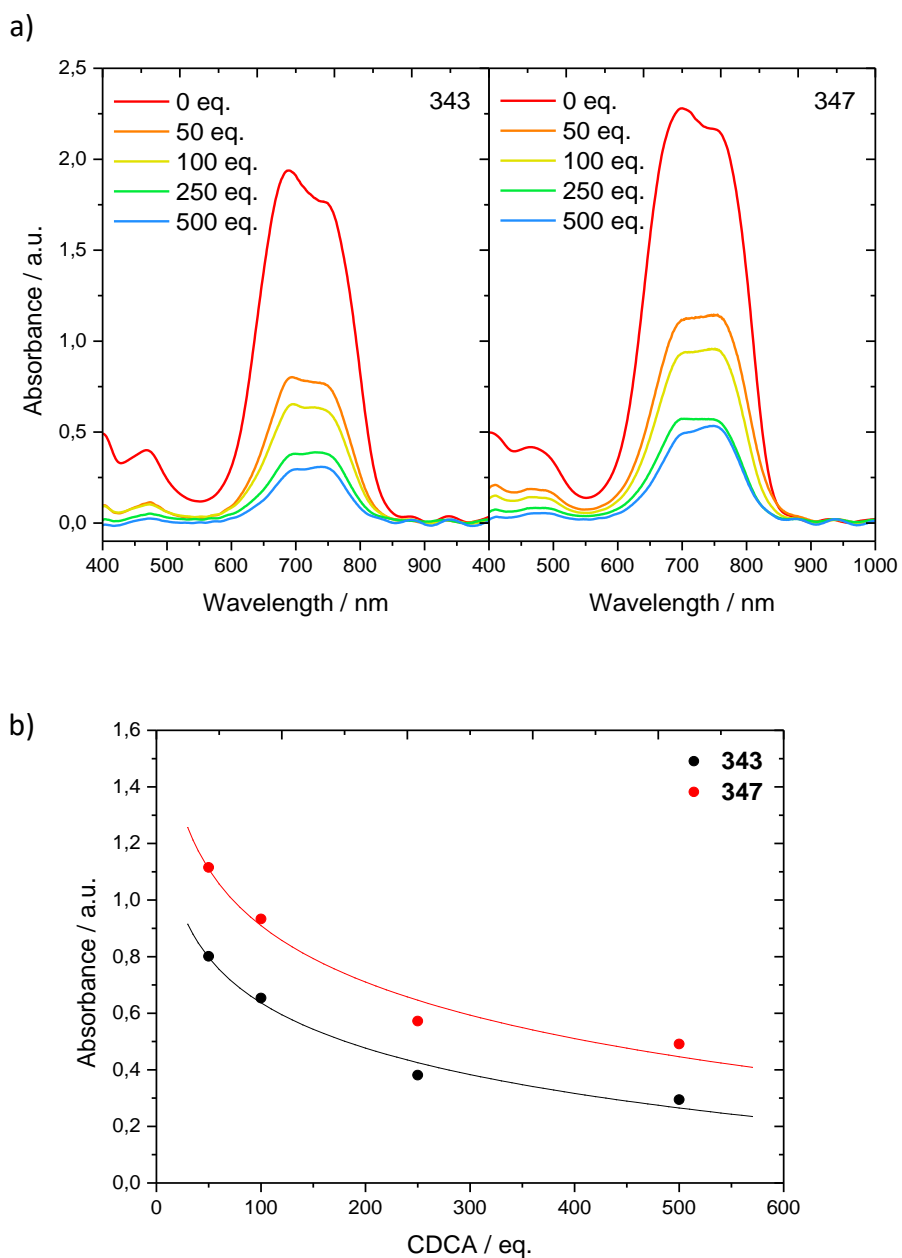 a)
343
0 eq.
50 eq.
100 eq.
250 eq.
500 eq.
347
0 eq.
50 eq.
100 eq.
250 eq.
500 eq.
2,5
2,0
1,5
1,0
0,5
0,0
Absorbance / a.u.
400 500 600 700 800 900 400 500 600 700 800 900 1000
Wavelength / nm Wavelength / nm
b)
343
347
1,6
1,4
1,2
1,0
0,8
0,6
0,4
0,2
0,0
Absorbance / a.u.
0 100 200 300 400 500 600
CDCA / eq.